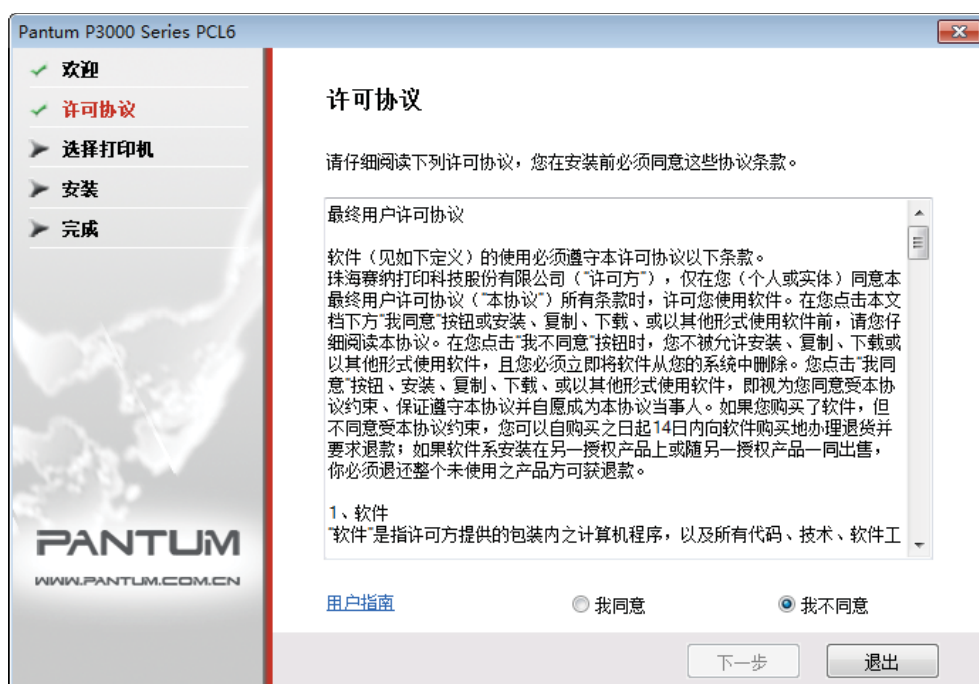 Pantum P3000 Series PCL6
欢迎
许可协议
选择打印机
安装
完成
PANTUM
WWW.PANTUM.COM.CN
许可协议
请仔细阅读下列许可协议，您在安装前必须同意这些协议条款。
最终用户许可协议
软件（见如下定义）的使用必须遵守本许可协议以下条款。
珠海赛纳打印科技股份有限公司（"许可方"），仅在您（个人或实体）同意本
最终用户许可协议（"本协议"）所有条款时，许可您使用软件。在您点击本文
档下方"我同意"按钮或安装、复制、下载、或以其他形式使用软件前，请您仔
细阅读本协议。在您点击"我不同意"按钮时，您不被允许安装、复制、下载或
以其他形式使用软件，且您必须立即将软件从您的系统中删除。您点击"我同
意"按钮、安装、复制、下载、或以其他形式使用软件，即视为您同意受本协
议约束、保证遵守本协议并自愿成为本协议当事人。如果您购买了软件，但
不同意受本协议约束，您可以自购买之日起14日内向软件购买地办理退货并
要求退款；如果软件系安装在另一授权产品上或随另一授权产品一同出售，
你必须退还整个未使用之产品方可获退款。
1、软件
"软件"是指许可方提供的包装内之计算机程序，以及所有代码、技术、软件工
用户指南
我同意
我不同意
下一步
退出